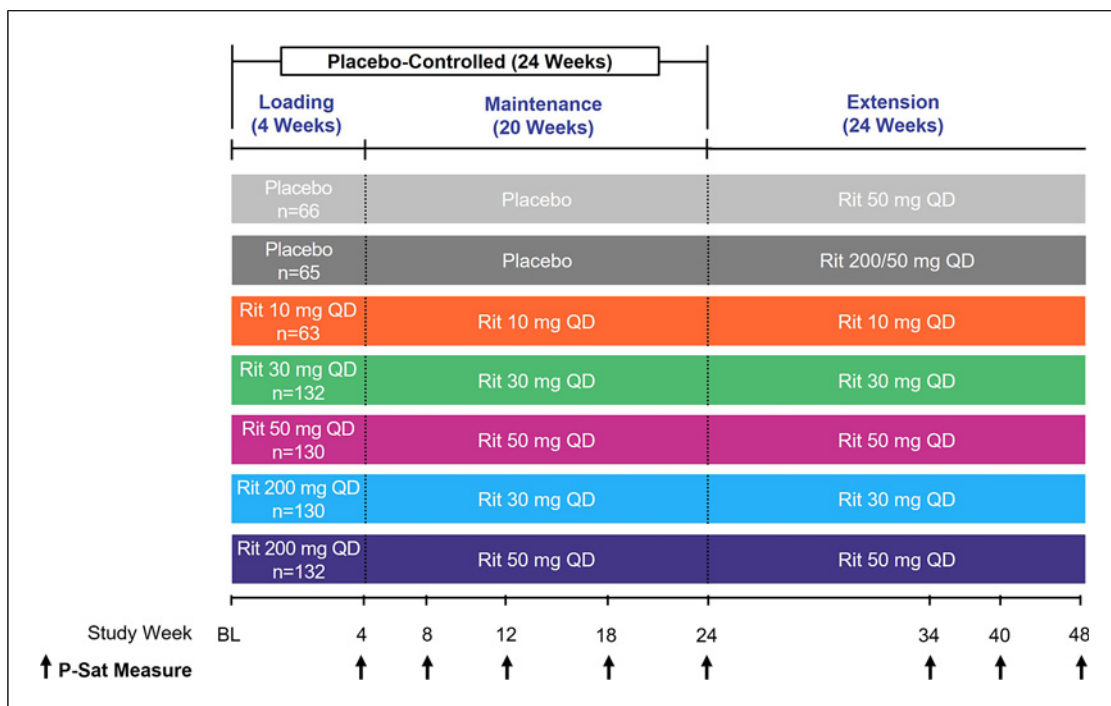 Placebo-Controlled (24 Weeks)
Loading
(4 Weeks)
Maintenance
(20 Weeks)
Extension
(24 Weeks)
Placebo
n=66
Placebo
Rit 50 mg QD
Placebo
n=65
Placebo
Rit 200/50 mg QD
Rit 10 mg QD
n=63
Rit 10 mg QD
Rit 10 mg QD
Rit 30 mg QD
n=132
Rit 30 mg QD
Rit 30 mg QD
Rit 50 mg QD
n=130
Rit 50 mg QD
Rit 50 mg QD
Rit 200 mg QD
n=130
Rit 30 mg QD
Rit 30 mg QD
Rit 200 mg QD
n=132
Rit 50 mg QD
Rit 50 mg QD
Study Week BL 4 8 12 18 24 34 40 48
P-Sat Measure